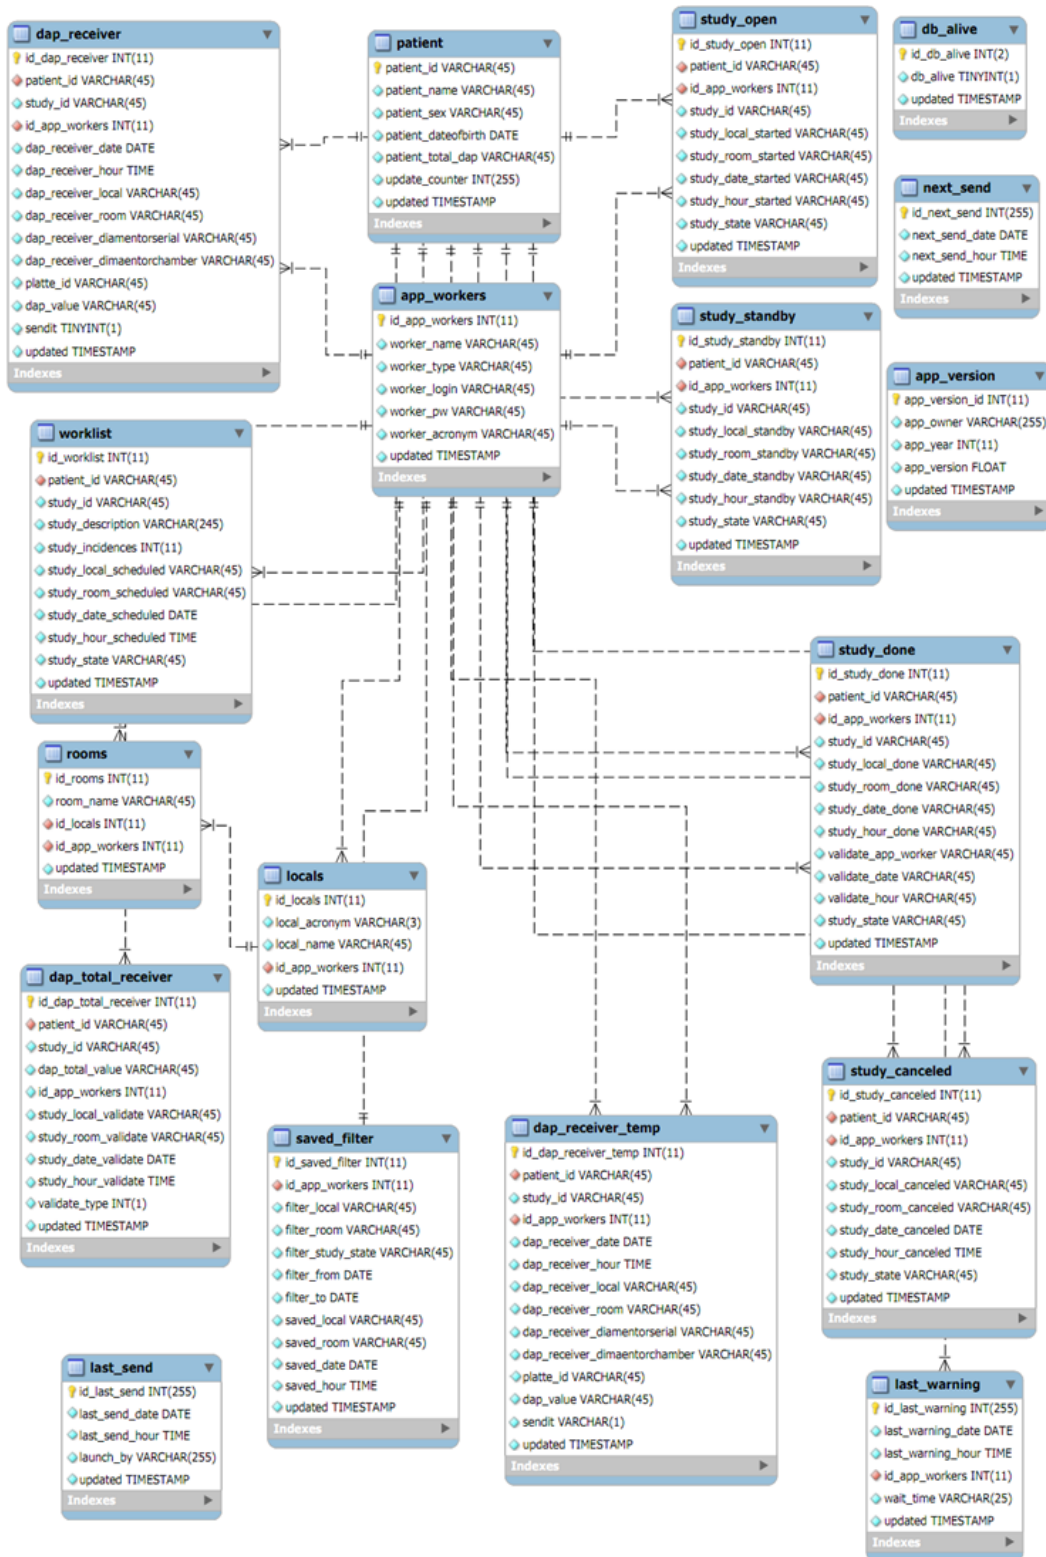 dap_receiver
id_dap_receiver INT(11)
patient_id VARCHAR(45)
study_id VARCHAR(45)
id_app_workers INT(11)
dap_receiver_date DATE
dap_receiver_hour TIME
dap_receiver_local VARCHAR(45)
dap_receiver_room VARCHAR(45)
dap_receiver_diamentorserial VARCHAR(45)
dap_receiver_dimaentorchamber VARCHAR(45)
platte_id VARCHAR(45)
dap_value VARCHAR(45)
sendit TINYINT(1)
updated TIMESTAMP
Indexes
patient
patient_id VARCHAR(45)
patient_name VARCHAR(45)
patient_sex VARCHAR(45)
patient_dateofbirth DATE
patient_total_dap VARCHAR(45)
update_counter INT(255)
updated TIMESTAMP
Indexes
study_open
id_study_open INT(11)
patient_id VARCHAR(45)
id_app_workers INT(11)
study_id VARCHAR(45)
study_local_started VARCHAR(45)
study_room_started VARCHAR(45)
study_date_started VARCHAR(45)
study_hour_started VARCHAR(45)
study_state VARCHAR(45)
updated TIMESTAMP
Indexes
db_alive
id_db_alive INT(2)
db_alive TINYINT(1)
updated TIMESTAMP
Indexes
next_send
id_next_send INT(255)
next_send_date DATE
next_send_hour TIME
updated TIMESTAMP
Indexes
app_workers
id_app_workers INT(11)
worker_name VARCHAR(45)
worker_type VARCHAR(45)
worker_login VARCHAR(45)
worker_pw VARCHAR(45)
worker_acronym VARCHAR(45)
updated TIMESTAMP
Indexes
study_standby
id_study_standby INT(11)
patient_id VARCHAR(45)
id_app_workers INT(11)
study_id VARCHAR(45)
study_local_standby VARCHAR(45)
study_room_standby VARCHAR(45)
study_date_standby VARCHAR(45)
study_hour_standby VARCHAR(45)
study_state VARCHAR(45)
updated TIMESTAMP
Indexes
app_version
app_version_id INT(11)
app_owner VARCHAR(255)
app_year INT(11)
app_version FLOAT
updated TIMESTAMP
Indexes
worklist
id_worklist INT(11)
patient_id VARCHAR(45)
study_id VARCHAR(45)
study_description VARCHAR(245)
study_incidences INT(11)
study_local_scheduled VARCHAR(45)
study_room_scheduled VARCHAR(45)
study_date_scheduled DATE
study_hour_scheduled TIME
study_state VARCHAR(45)
updated TIMESTAMP
Indexes
study_done
id_study_done INT(11)
patient_id VARCHAR(45)
id_app_workers INT(11)
study_id VARCHAR(45)
study_local_done VARCHAR(45)
study_room_done VARCHAR(45)
study_date_done VARCHAR(45)
study_hour_done VARCHAR(45)
validate_app_worker VARCHAR(45)
validate_date VARCHAR(45)
validate_hour VARCHAR(45)
study_state VARCHAR(45)
updated TIMESTAMP
Indexes
rooms
id_rooms INT(11)
room_name VARCHAR(45)
id_locals INT(11)
id_app_workers INT(11)
updated TIMESTAMP
Indexes
locals
id_locals INT(11)
local_acronym VARCHAR(3)
local_name VARCHAR(45)
id_app_workers INT(11)
updated TIMESTAMP
Indexes
dap_total_receiver
id_dap_total_receiver INT(11)
patient_id VARCHAR(45)
study_id VARCHAR(45)
dap_total_value VARCHAR(45)
id_app_workers INT(11)
study_local_validate VARCHAR(45)
study_room_validate VARCHAR(45)
study_date_validate DATE
study_hour_validate TIME
validate_type INT(1)
updated TIMESTAMP
Indexes
saved_filter
id_saved_filter INT(11)
id_app_workers INT(11)
filter_local VARCHAR(45)
filter_room VARCHAR(45)
filter_study_state VARCHAR(45)
filter_from DATE
filter_to DATE
saved_local VARCHAR(45)
saved_room VARCHAR(45)
saved_date DATE
saved_hour TIME
updated TIMESTAMP
Indexes
dap_receiver_temp
id_dap_receiver_temp INT(11)
patient_id VARCHAR(45)
study_id VARCHAR(45)
id_app_workers INT(11)
dap_receiver_date DATE
dap_receiver_hour TIME
dap_receiver_local VARCHAR(45)
dap_receiver_room VARCHAR(45)
dap_receiver_diamentorserial VARCHAR(45)
dap_receiver_dimaentorchamber VARCHAR(45)
platte_id VARCHAR(45)
dap_value VARCHAR(45)
sendit VARCHAR(1)
updated TIMESTAMP
Indexes
study_canceled
id_study_canceled INT(11)
patient_id VARCHAR(45)
id_app_workers INT(11)
study_id VARCHAR(45)
study_local_canceled VARCHAR(45)
study_room_canceled VARCHAR(45)
study_date_canceled DATE
study_hour_canceled TIME
study_state VARCHAR(45)
updated TIMESTAMP
Indexes
last_send
id_last_send INT(255)
last_send_date DATE
last_send_hour TIME
launch_by VARCHAR(255)
updated TIMESTAMP
Indexes
last_warning
id_last_warning INT(255)
last_warning_date DATE
last_warning_hour TIME
id_app_workers INT(11)
wait_time VARCHAR(25)
updated TIMESTAMP
Indexes